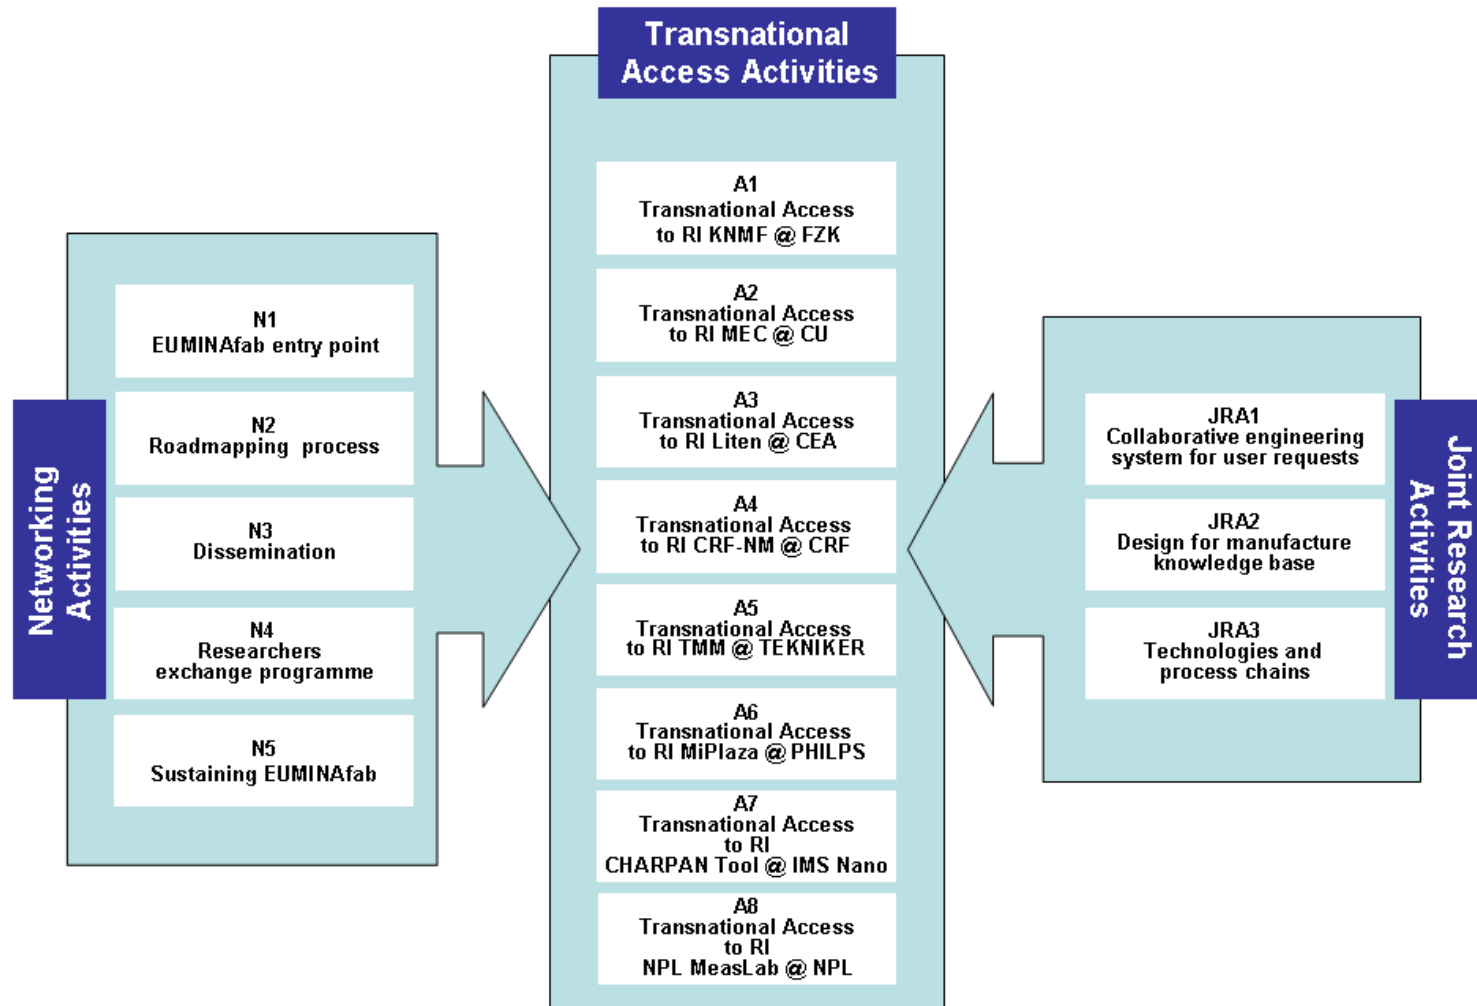 Transnational
Access Activities
A1
Transnational Access
to RI KNMF @ FZK
A2
Transnational Access
to RI MEC @ CU
A3
Transnational Access
to RI Liten @ CEA
A4
Transnational Access
to RI CRF-NM @ CRF
A5
Transnational Access
to RI TMM @ TEKNIKER
A6
Transnational Access
to RI MiPlaza @ PHILPS
A7
Transnational Access
to RI
CHARPAN Tool @ IMS Nano
A8
Transnational Access
to RI
NPL MeasLab @ NPL
Networking
Activities
N1
EUMINAfab entry point
N2
Roadmapping process
N3
Dissemination
N4
Researchers
exchange programme
N5
Sustaining EUMINAfab
Joint Research
Activities
JRA1
Collaborative engineering
system for user requests
JRA2
Design for manufacture
knowledge base
JRA3
Technologies and
process chains